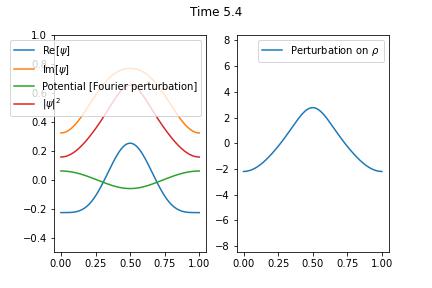 Time 5.4
Re[ψ]
Im[ψ]
Potential [Fourier perturbation]
|ψ|²
1.0
0.8
0.6
0.4
0.2
0.0
−0.2
−0.4
0.00 0.25 0.50 0.75 1.00
Perturbation on ρ
8
6
4
2
0
−2
−4
−6
−8
0.00 0.25 0.50 0.75 1.00